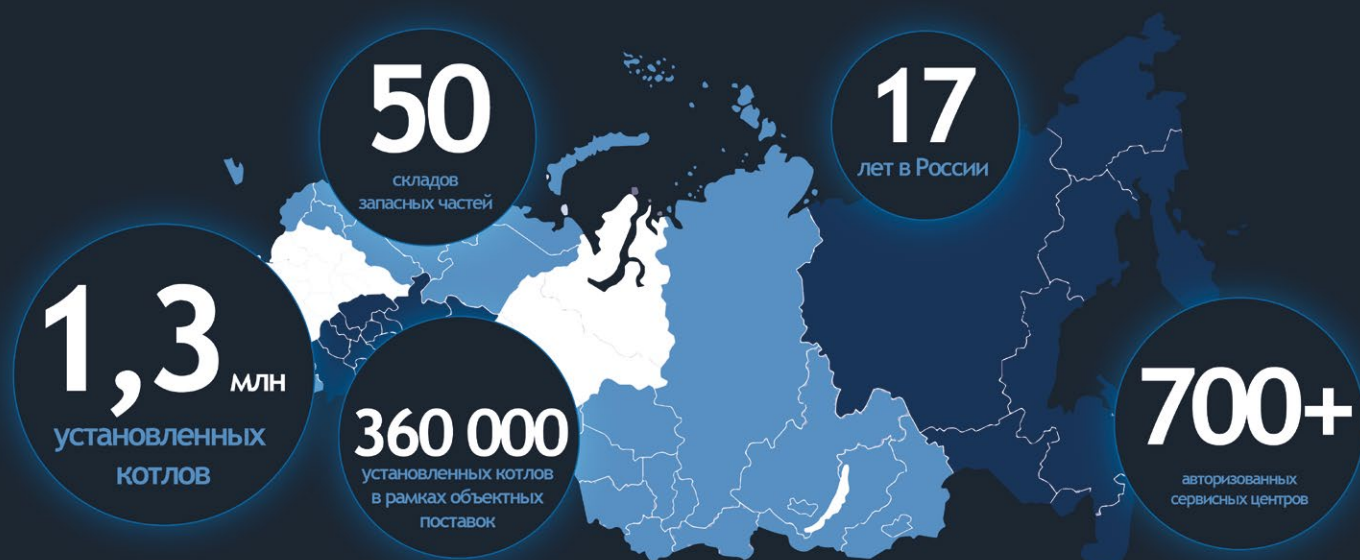 50
складов
запасных частей
17
лет в России
1,3 млн
установленных
котлов
360 000
установленных котлов
в рамках объектных
поставок
700+
авторизованных
сервисных центров